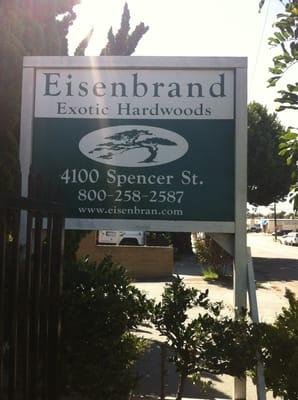 Eisenbrand
Exotic Hardwoods
4100 Spencer St.
800-258-2587
www.eisenbran.com